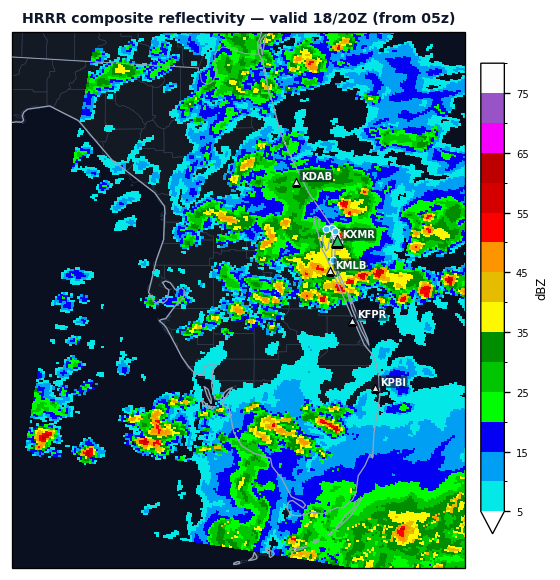 HRRR composite reflectivity — valid 18/20Z (from 05z)
KDAB
KXMR
KMLB
KFPR
KPBI
75
65
55
45
35
25
15
5
dBZ